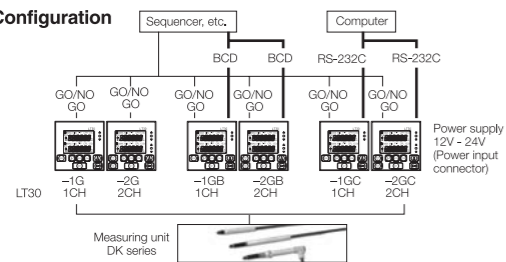 Configuration
Sequencer, etc.
Computer
BCD BCD RS-232C RS-232C
GO/NO GO/NO GO/NO GO/NO GO/NO GO/NO
GO GO GO GO GO GO
Power supply
12V - 24V
(Power input
connector)
–1G –2G –1GB –2GB –1GC –2GC
LT30 1CH 2CH 1CH 2CH 1CH 2CH
Measuring unit
DK series